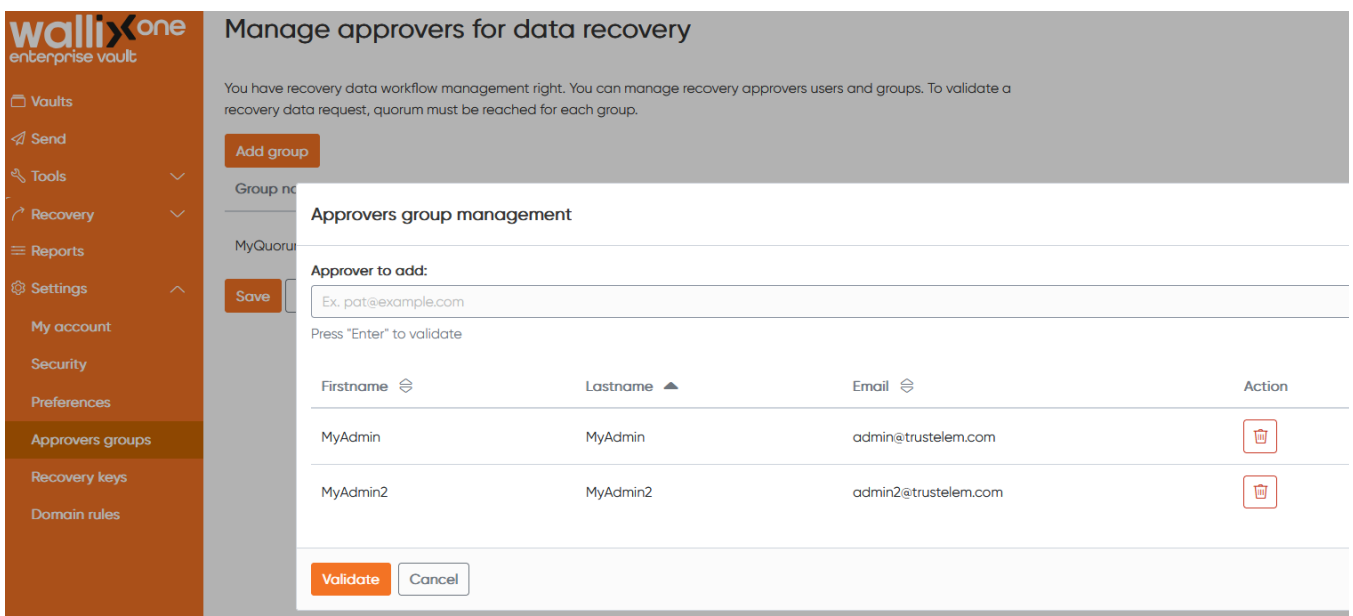 wallix one
enterprise vault
Vaults
Send
Tools
Recovery
Reports
Settings
My account
Security
Preferences
Approvers groups
Recovery keys
Domain rules
Manage approvers for data recovery
You have recovery data workflow management right. You can manage recovery approvers users and groups. To validate a
recovery data request, quorum must be reached for each group.
Add group
Group
Save
Approvers group management
Approver to add:
Ex. pat@example.com
Press "Enter" to validate
Firstname Lastname Email Action
MyAdmin MyAdmin admin@trustelem.com
MyAdmin2 MyAdmin2 admin2@trustelem.com
Validate Cancel